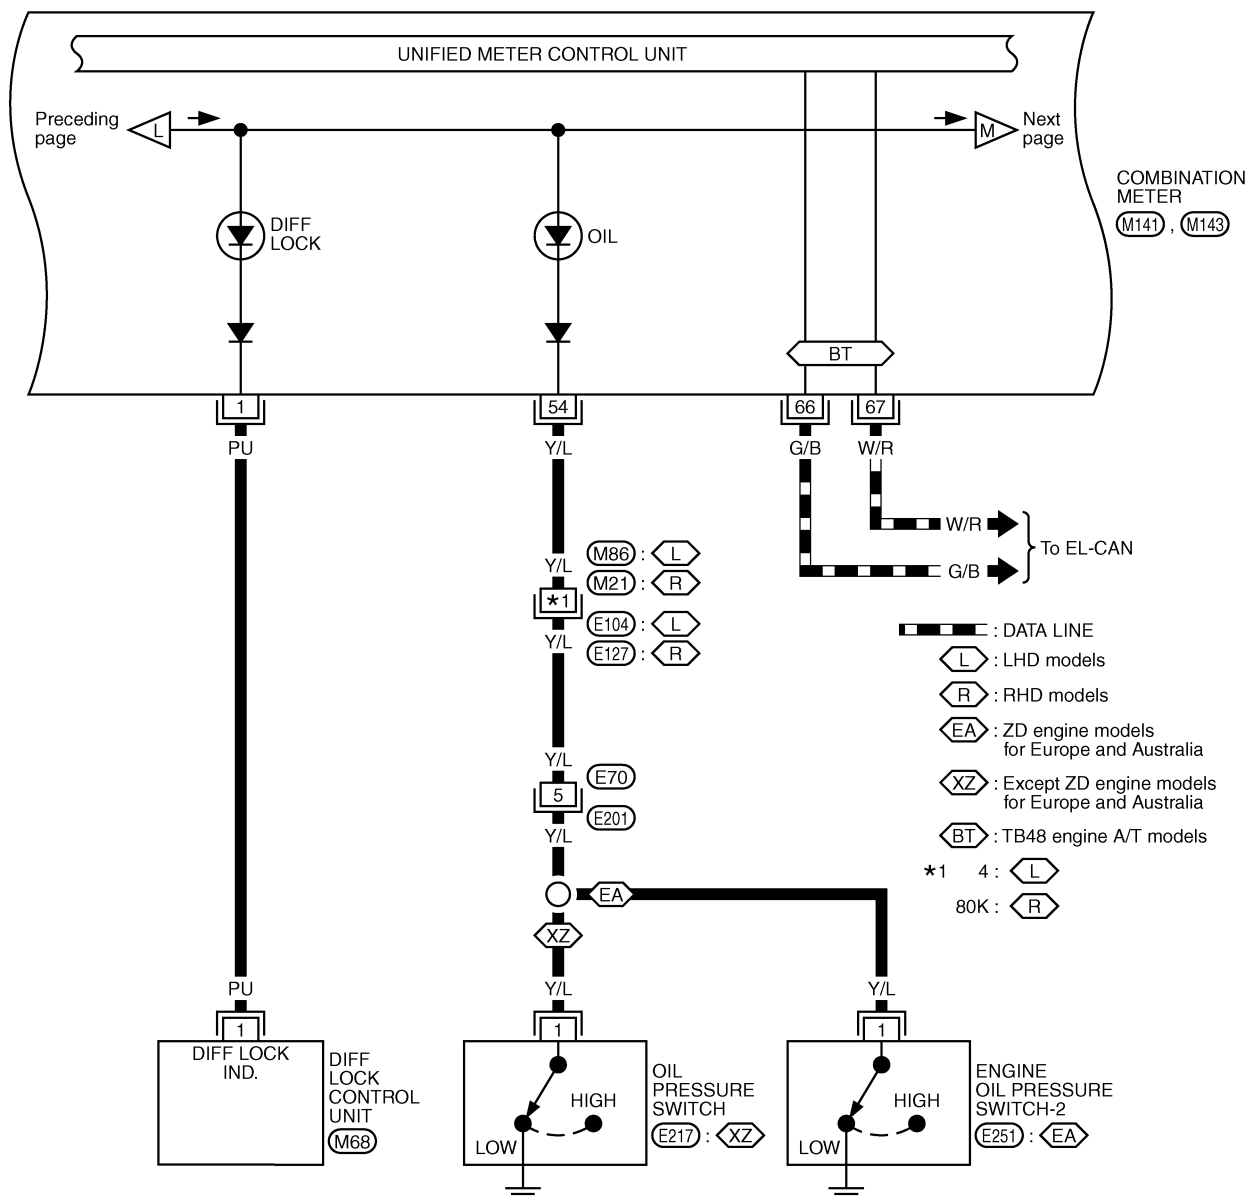 UNIFIED METER CONTROL UNIT
Preceding
page
L
M
Next
page
COMBINATION
METER
M141 , M143
DIFF
LOCK
OIL
BT
1
54
66
67
PU
Y/L
G/B
W/R
W/R
G/B
To EL-CAN
Y/L
M86 : L
M21 : R
*1
E104 : L
E127 : R
Y/L
: DATA LINE
L : LHD models
R : RHD models
EA : ZD engine models
for Europe and Australia
XZ : Except ZD engine models
for Europe and Australia
BT : TB48 engine A/T models
*1 4 : L
80K : R
Y/L
E70
5
E201
Y/L
EA
XZ
PU
Y/L
Y/L
1
1
1
DIFF LOCK
IND.
DIFF
LOCK
CONTROL
UNIT
M68
HIGH
LOW
OIL
PRESSURE
SWITCH
E217 : XZ
HIGH
LOW
ENGINE
OIL PRESSURE
SWITCH-2
E251 : EA